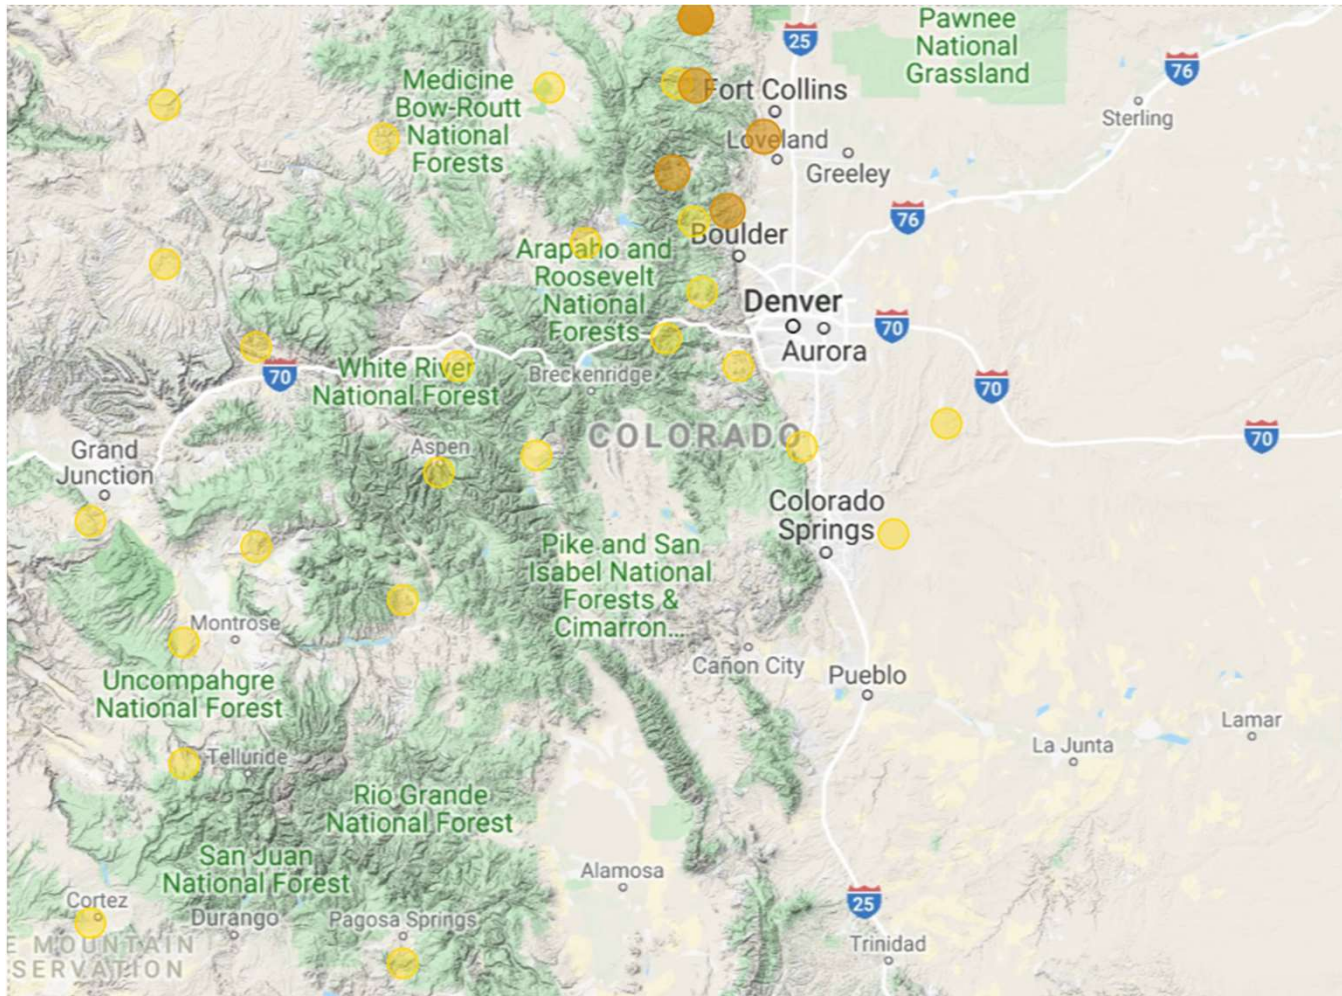 Pawnee
National
Grassland
25
76
Medicine
Bow-Routt
National
Forests
Fort Collins
Sterling
Loveland
Greeley
76
Boulder
Arapaho and
Roosevelt
National
Forests
Denver
70
Aurora
White River
National Forest
70
Breckenridge
70
COLORADO
70
Grand
Junction
Aspen
Colorado
Springs
Pike and San
Isabel National
Forests &
Cimarron...
Montrose
Cañon City
Pueblo
Uncompahgre
National Forest
Lamar
La Junta
Telluride
Rio Grande
National Forest
San Juan
National Forest
Alamosa
25
Cortez
Durango
Pagosa Springs
E MOUNTAIN
SERVATION
Trinidad